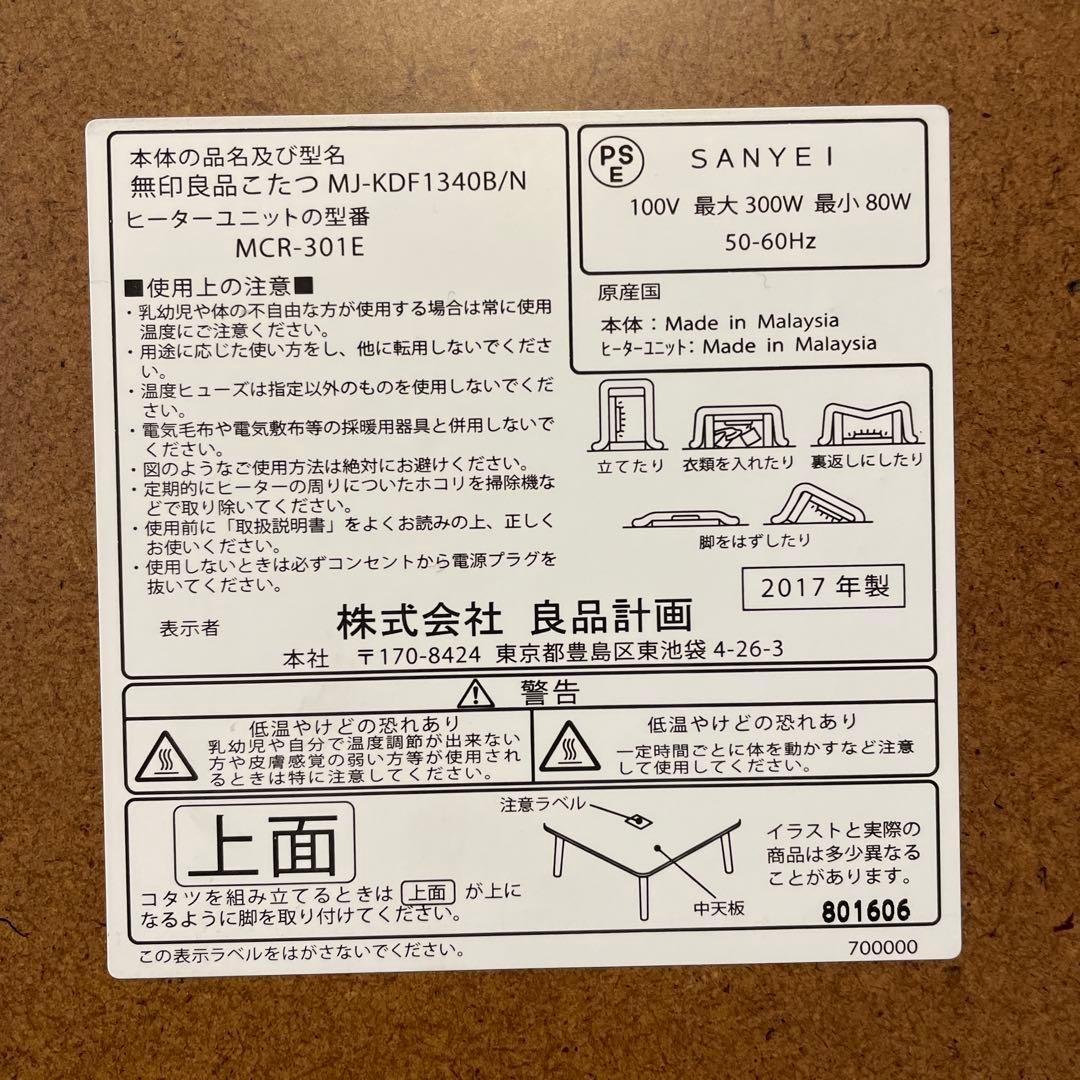 本体の品名及び型名
無印良品こたつ MJ-KDF1340B/N
ヒーターユニットの型番
MCR-301E
■使用上の注意■
・乳幼児や体の不自由な方が使用する場合は常に使用
温度にご注意ください。
・用途に応じた使い方をし、他に転用しないでくださ
い。
・温度ヒューズは指定以外のものを使用しないでくだ
さい。
・電気毛布や電気敷布等の採暖用器具と併用しないで
ください。
・図のようなご使用方法は絶対にお避けください。
・定期的にヒーターの周りについたホコリを掃除機な
どで取り除いてください。
・使用前に「取扱説明書」をよくお読みの上、正しく
お使いください。
・使用しないときは必ずコンセントから電源プラグを
抜いてください。
PSE
SANYEI
100V 最大 300W 最小 80W
50-60Hz
原産国
本体：Made in Malaysia
ﾋｰﾀｰﾕﾆｯﾄ：Made in Malaysia
立てたり 衣類を入れたり 裏返しにしたり
脚をはずしたり
2017 年製
表示者 株式会社 良品計画
本社 〒170-8424 東京都豊島区東池袋 4-26-3
警告
低温やけどの恐れあり
乳幼児や自分で温度調節が出来ない
方や皮膚感覚の弱い方等が使用され
るときは特に注意してください。
低温やけどの恐れあり
一定時間ごとに体を動かすなど注意
して使用してください。
上面
コタツを組み立てるときは 上面 が上に
なるように脚を取り付けてください。
注意ラベル
中天板
イラストと実際の
商品は多少異なる
ことがあります。
801606
この表示ラベルをはがさないでください。
700000